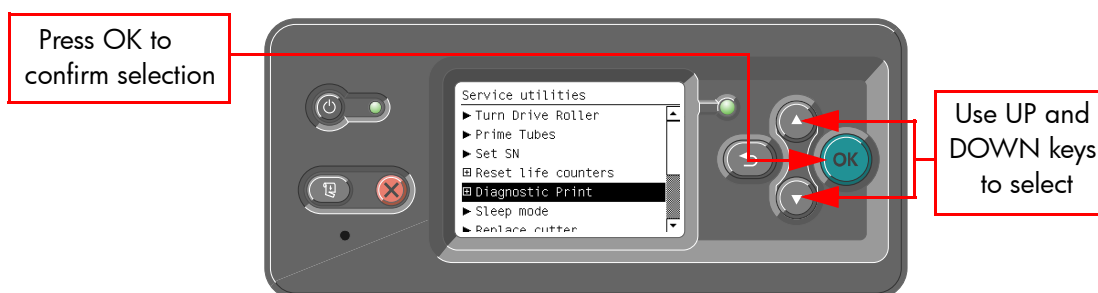 Press OK to
confirm selection
Service utilities
▶ Turn Drive Roller
▶ Prime Tubes
▶ Set SN
⊞ Reset life counters
⊞ Diagnostic Print
▶ Sleep mode
▶ Replace cutter
OK
Use UP and
DOWN keys
to select